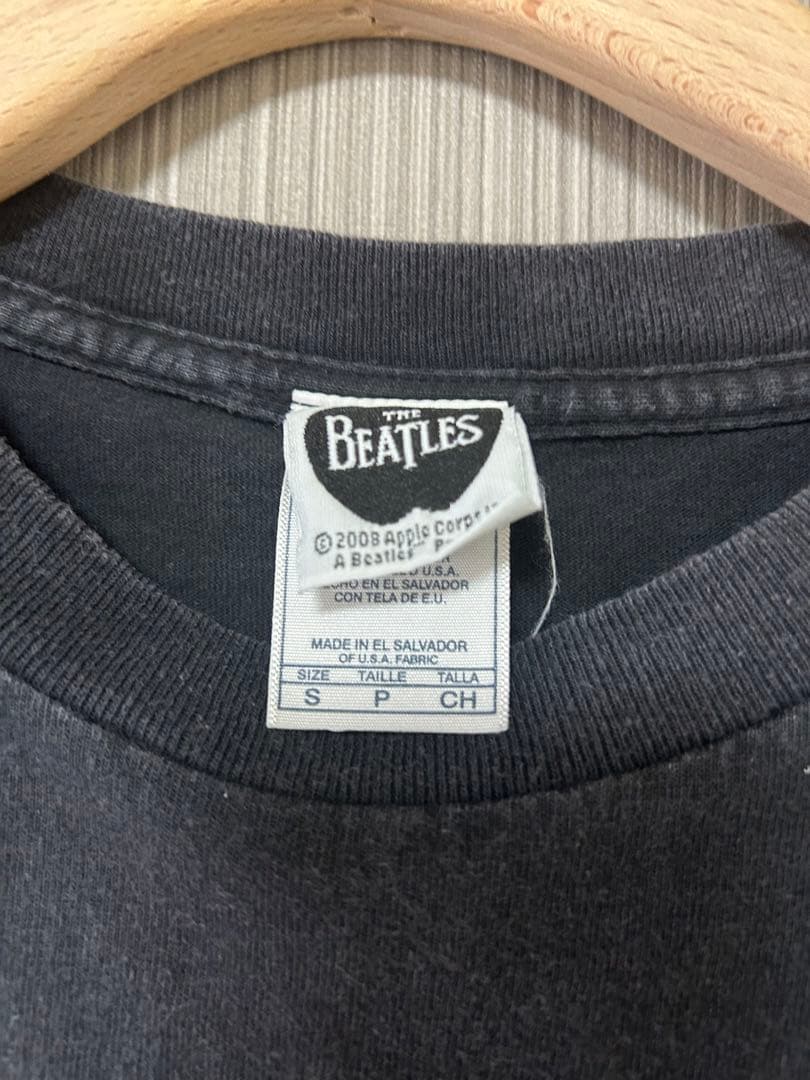 THE
BEATLES
©2008 Apple Corps
A Beatles
U.S.A.
HECHO EN EL SALVADOR
CON TELA DE E.U.
MADE IN EL SALVADOR
OF U.S.A. FABRIC
SIZE TAILLE TALLA
S P CH